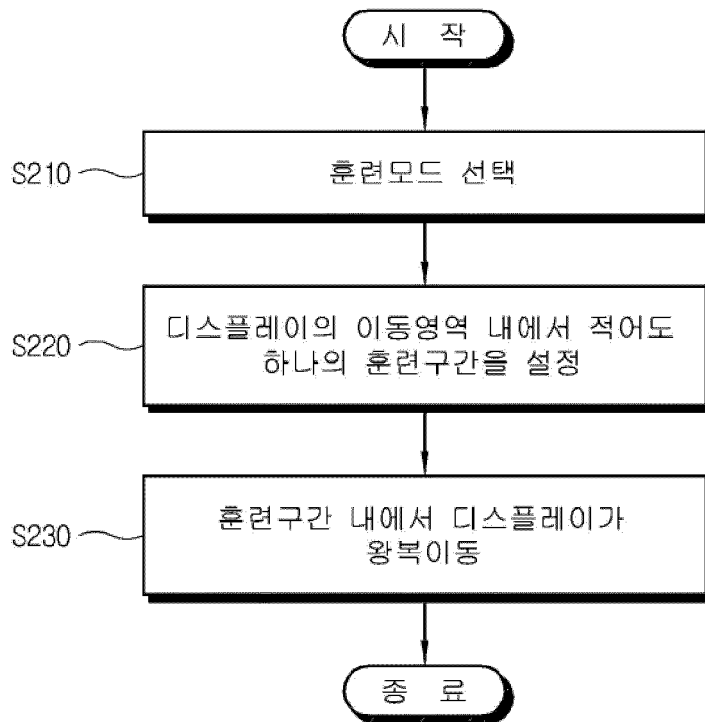 시 작
S210
훈련모드 선택
S220
디스플레이의 이동영역 내에서 적어도
하나의 훈련구간을 설정
S230
훈련구간 내에서 디스플레이가
왕복이동
종 료